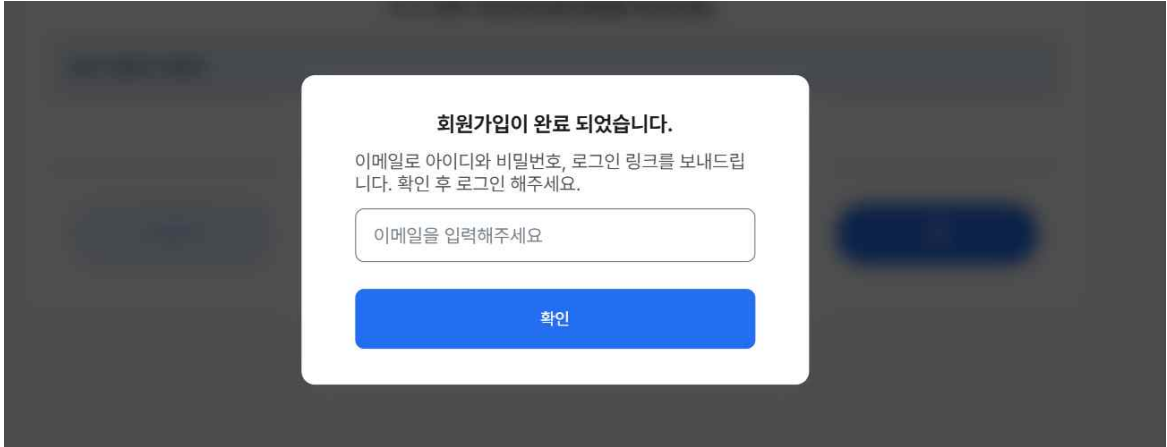 회원가입이 완료 되었습니다.
이메일로 아이디와 비밀번호, 로그인 링크를 보내드립
니다. 확인 후 로그인 해주세요.
이메일을 입력해주세요
확인